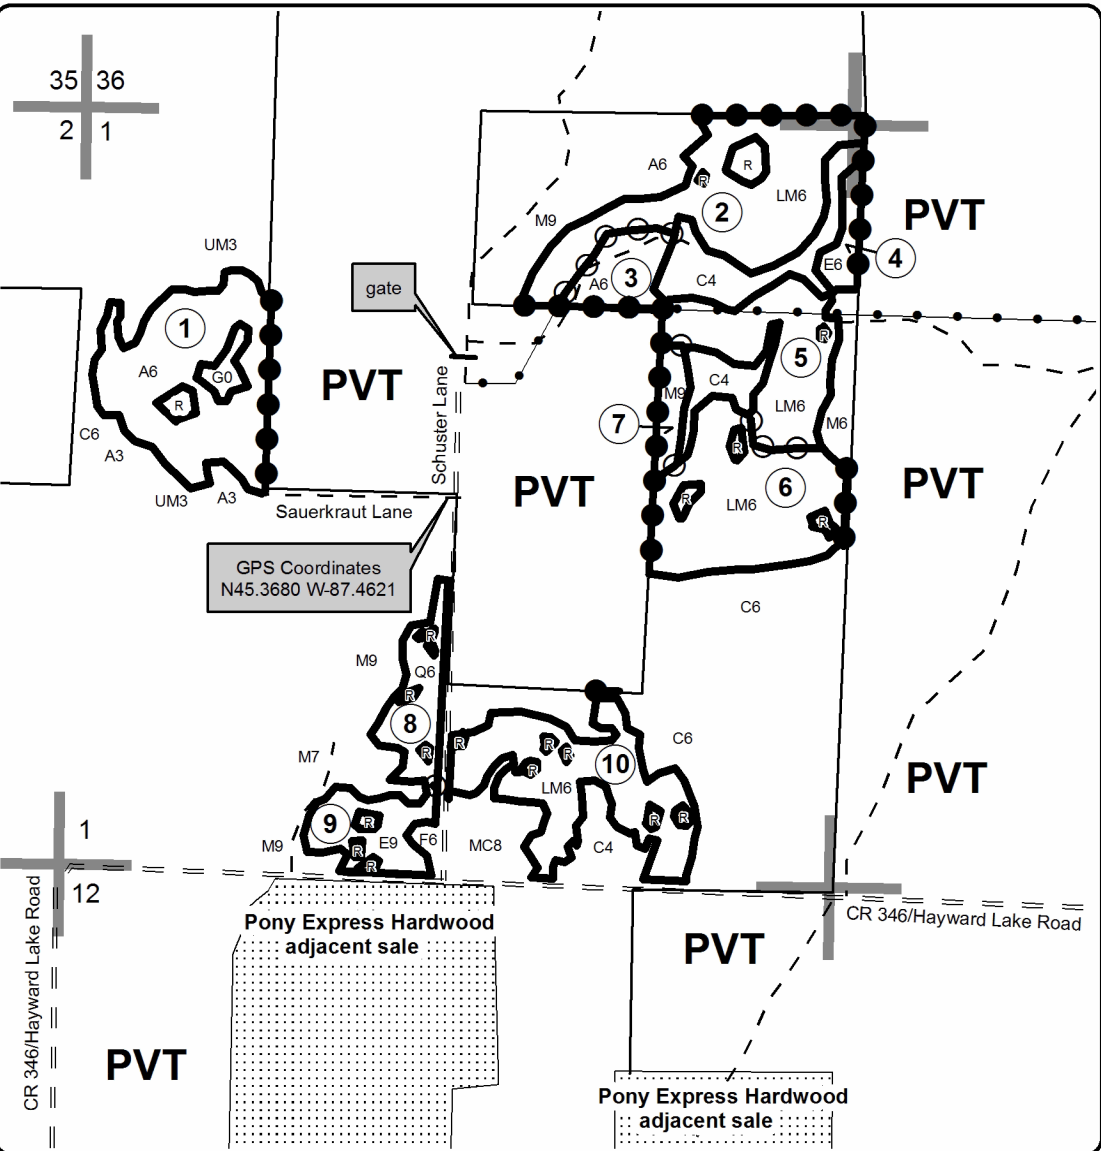 35 36
2 1
A6
R
R
LM6
2
PVT
M9
UM3
4
E6
gate
A6
3
C4
1
R
5
A6
G0
PVT
C4
M9
R
LM6
7
M6
C6
A3
Schuster Lane
R
UM3
A3
PVT
6
PVT
Sauerkraut Lane
R
LM6
R
GPS Coordinates
N45.3680 W-87.4621
C6
R
M9
Q6
R
8
C6
M7
R
R
R
R
10
R
PVT
LM6
9
R
R
R
1
M9
R
E9
F6
MC8
C4
R
12
CR 346/Hayward Lake Road
Pony Express Hardwood
adjacent sale
PVT
CR 346/Hayward Lake Road
PVT
Pony Express Hardwood
adjacent sale